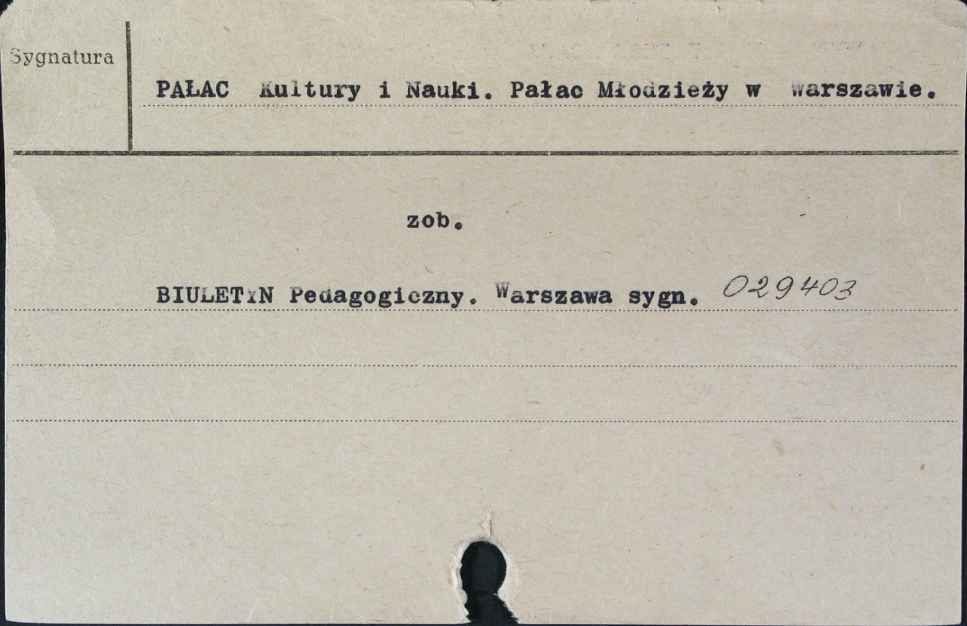 Sygnatura
PAŁAC Kultury i Nauki. Pałac Młodzieży w Warszawie.
zob.
BIULETYN Pedagogiczny. Warszawa sygn. 029403